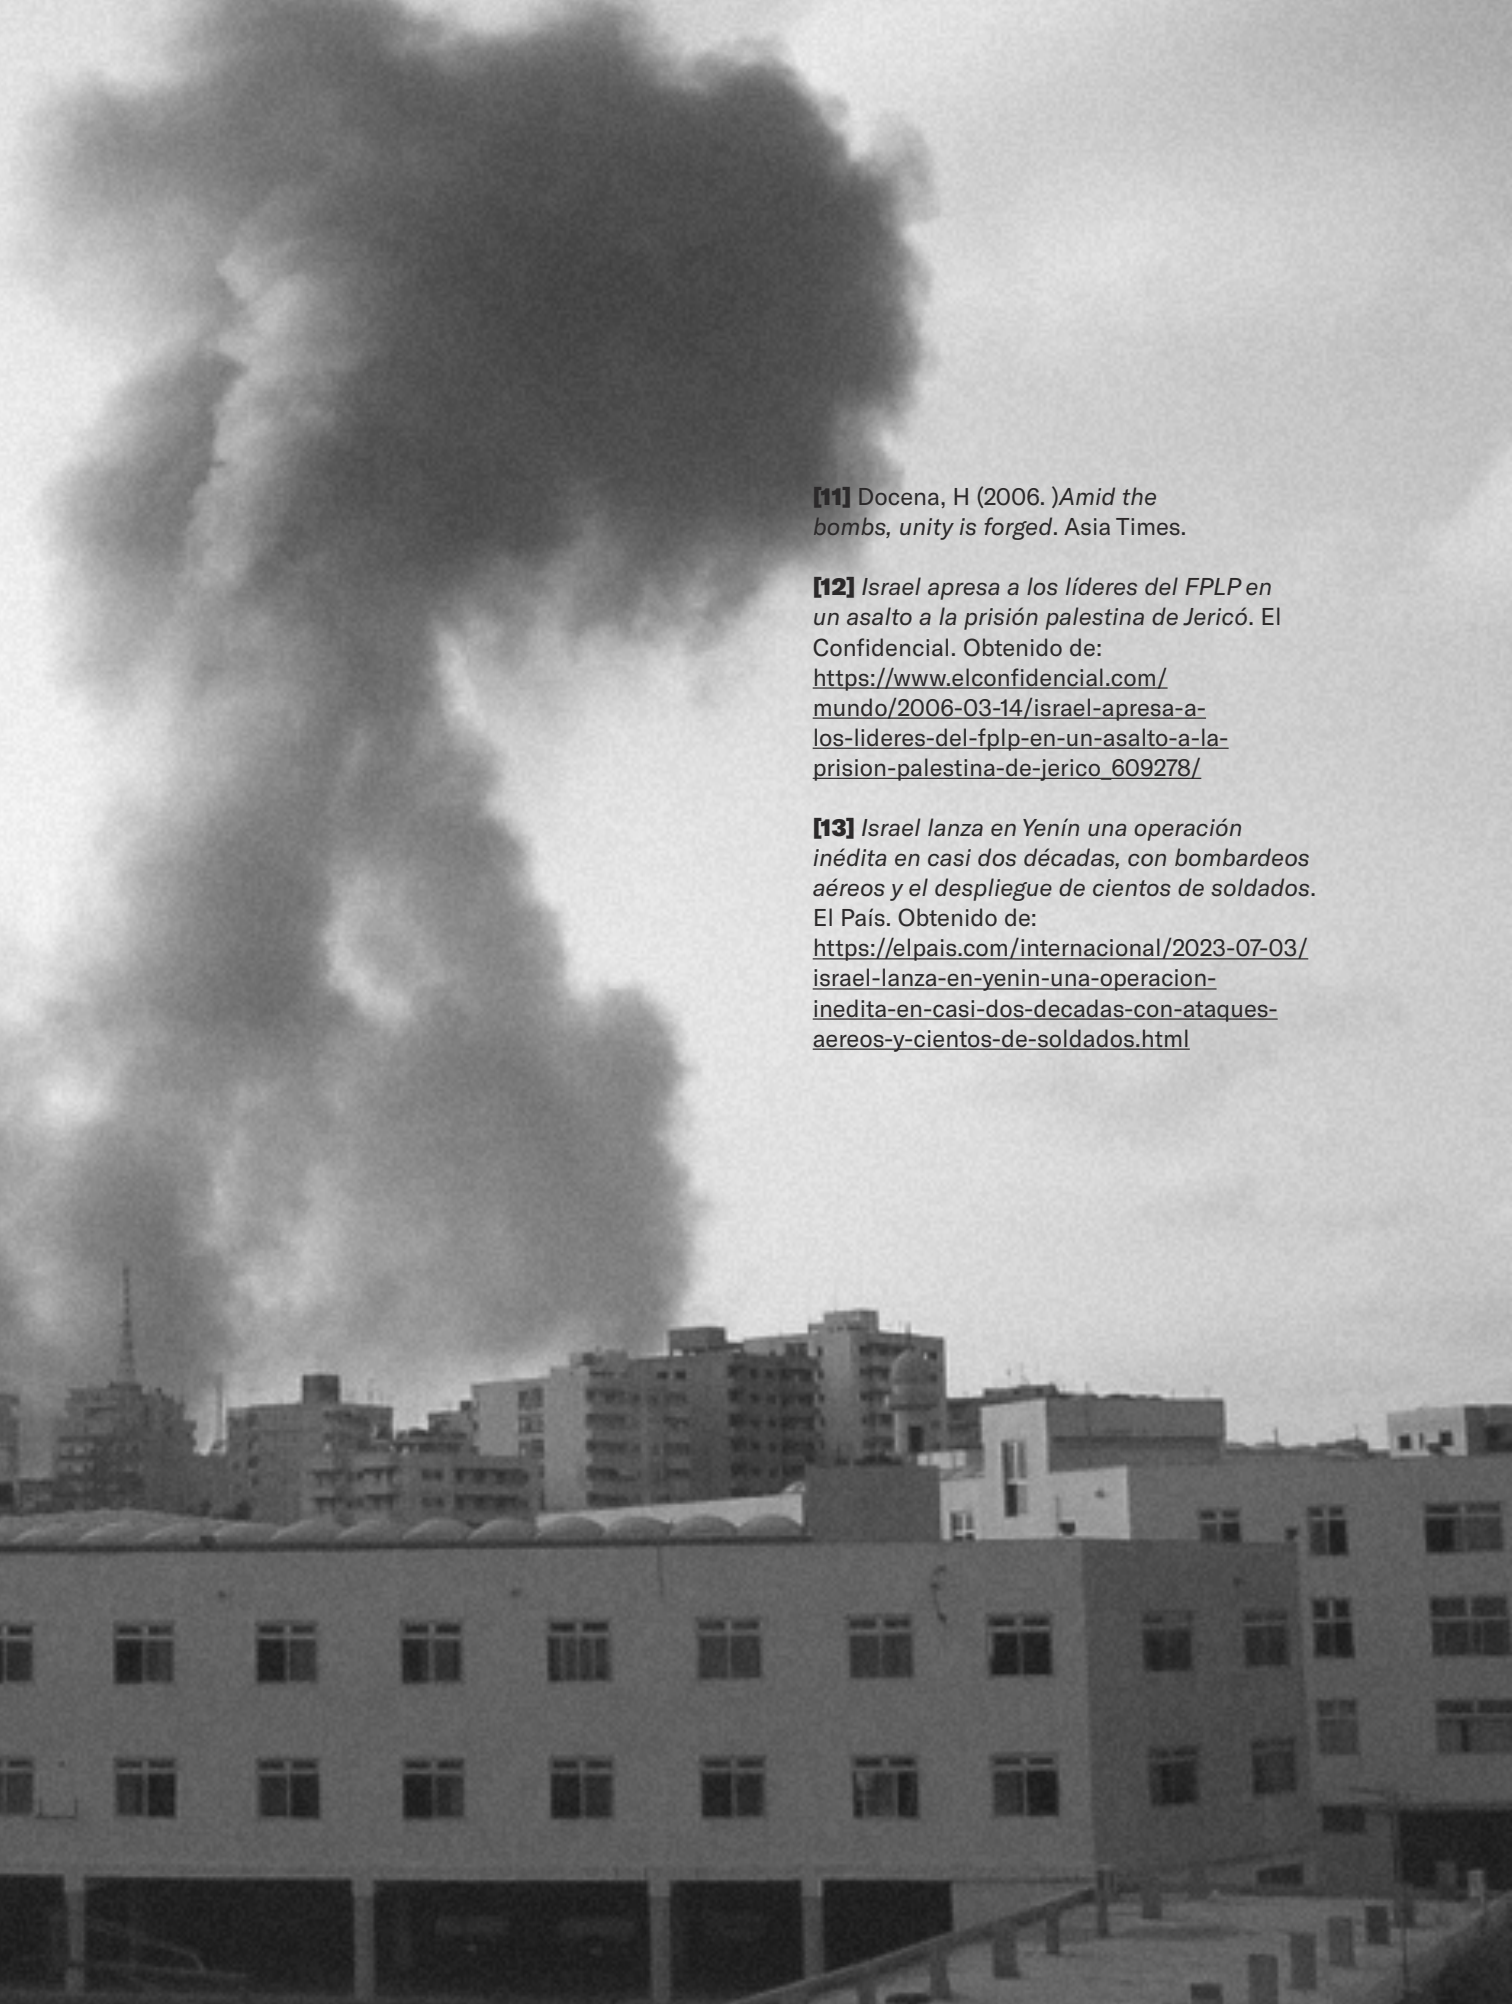 [11] Docena, H (2006. )Amid the
bombs, unity is forged. Asia Times.
[12] Israel apresa a los líderes del FPLP en
un asalto a la prisión palestina de Jericó. El
Confidencial. Obtenido de:
https://www.elconfidencial.com/
mundo/2006-03-14/israel-apresa-a-
los-lideres-del-fplp-en-un-asalto-a-la-
prision-palestina-de-jerico_609278/
[13] Israel lanza en Yenín una operación
inédita en casi dos décadas, con bombardeos
aéreos y el despliegue de cientos de soldados.
El País. Obtenido de:
https://elpais.com/internacional/2023-07-03/
israel-lanza-en-yenin-una-operacion-
inedita-en-casi-dos-decadas-con-ataques-
aereos-y-cientos-de-soldados.html